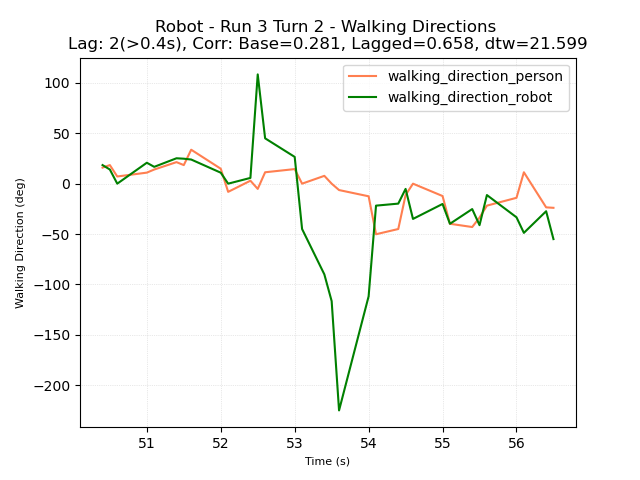 Robot - Run 3 Turn 2 - Walking Directions
Lag: 2(>0.4s), Corr: Base=0.281, Lagged=0.658, dtw=21.599
walking_direction_person
walking_direction_robot
Walking Direction (deg)
100
50
0
−50
−100
−150
−200
51 52 53 54 55 56
Time (s)